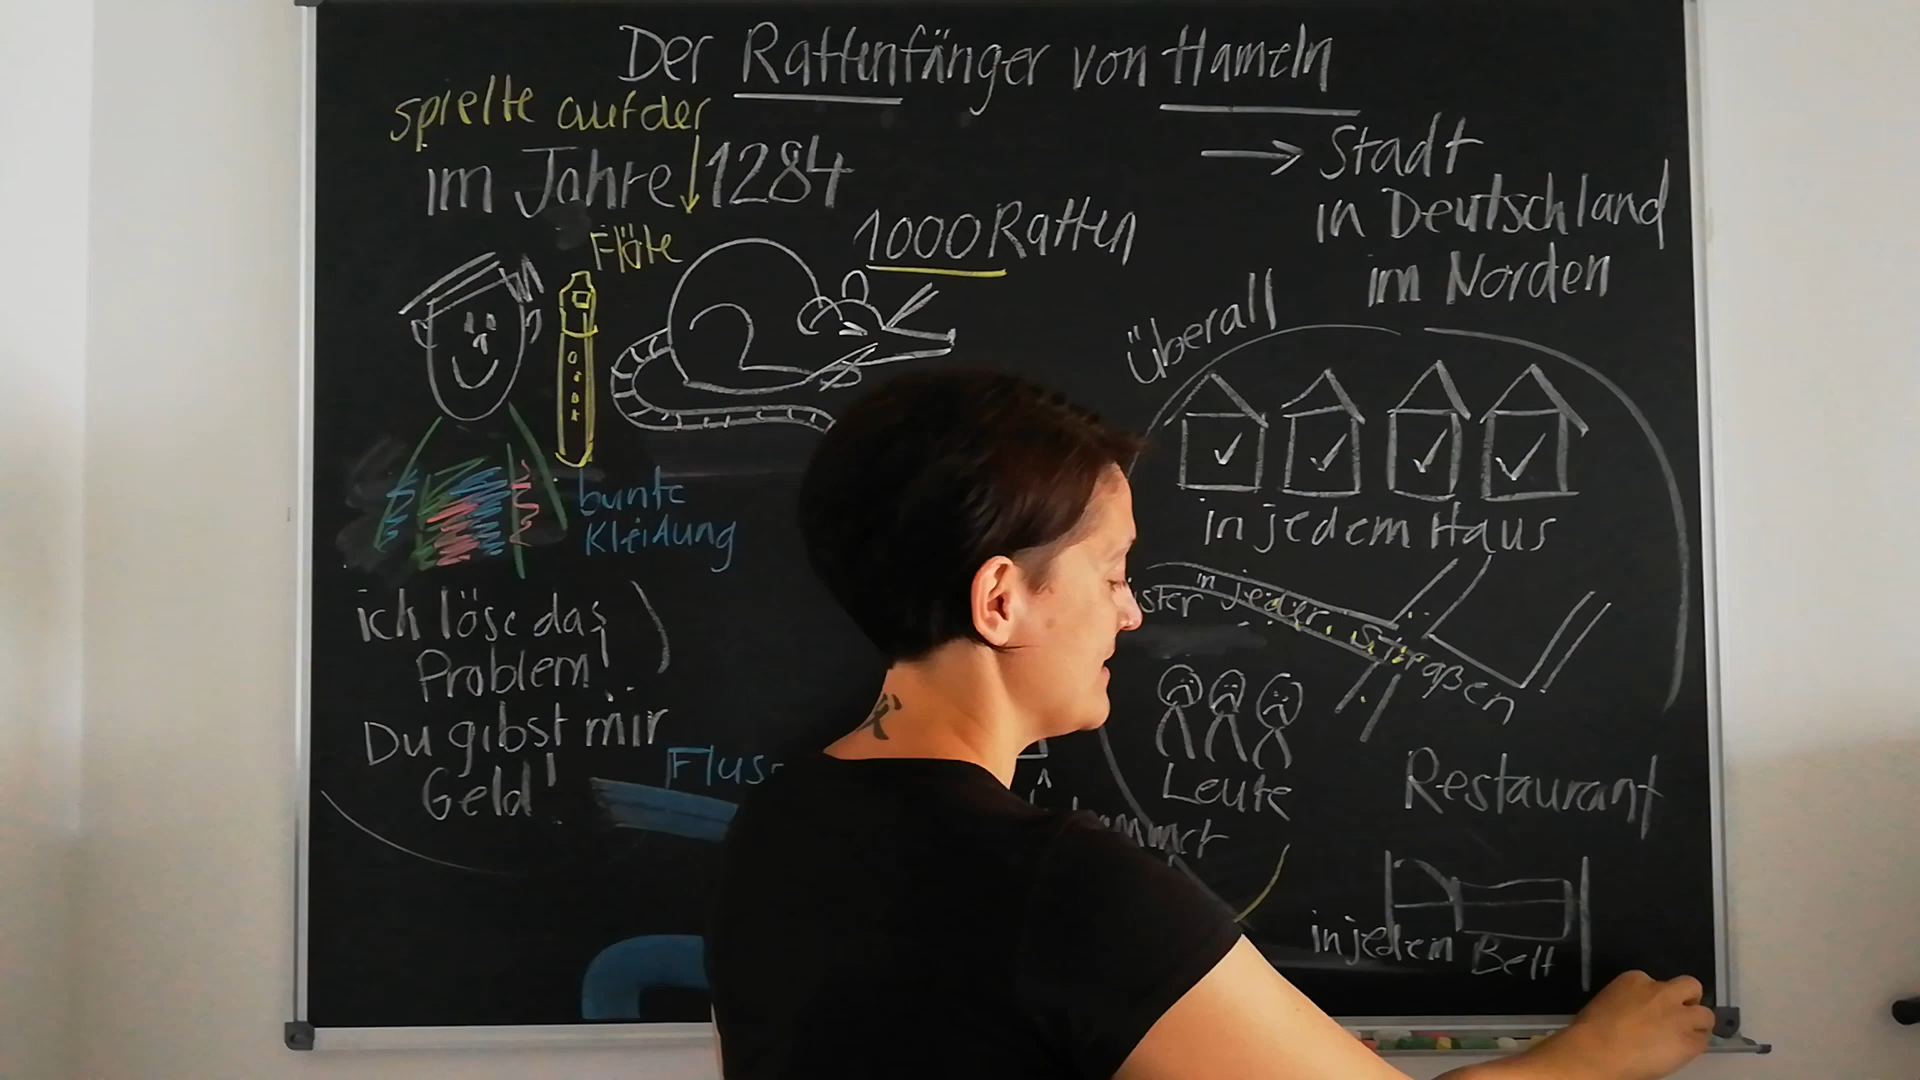 Der Rattenfänger von Hameln
spielte auf der
im Jahre 1284
Flöte
1000 Ratten
→ Stadt
in Deutschland
im Norden
überall
in jedem Haus
bunte
Kleidung
in jeder Straßen
ich löse das
Problem!
Du gibst mir
Geld!
Fluss
Leute
Restaurant
in jedem Bett